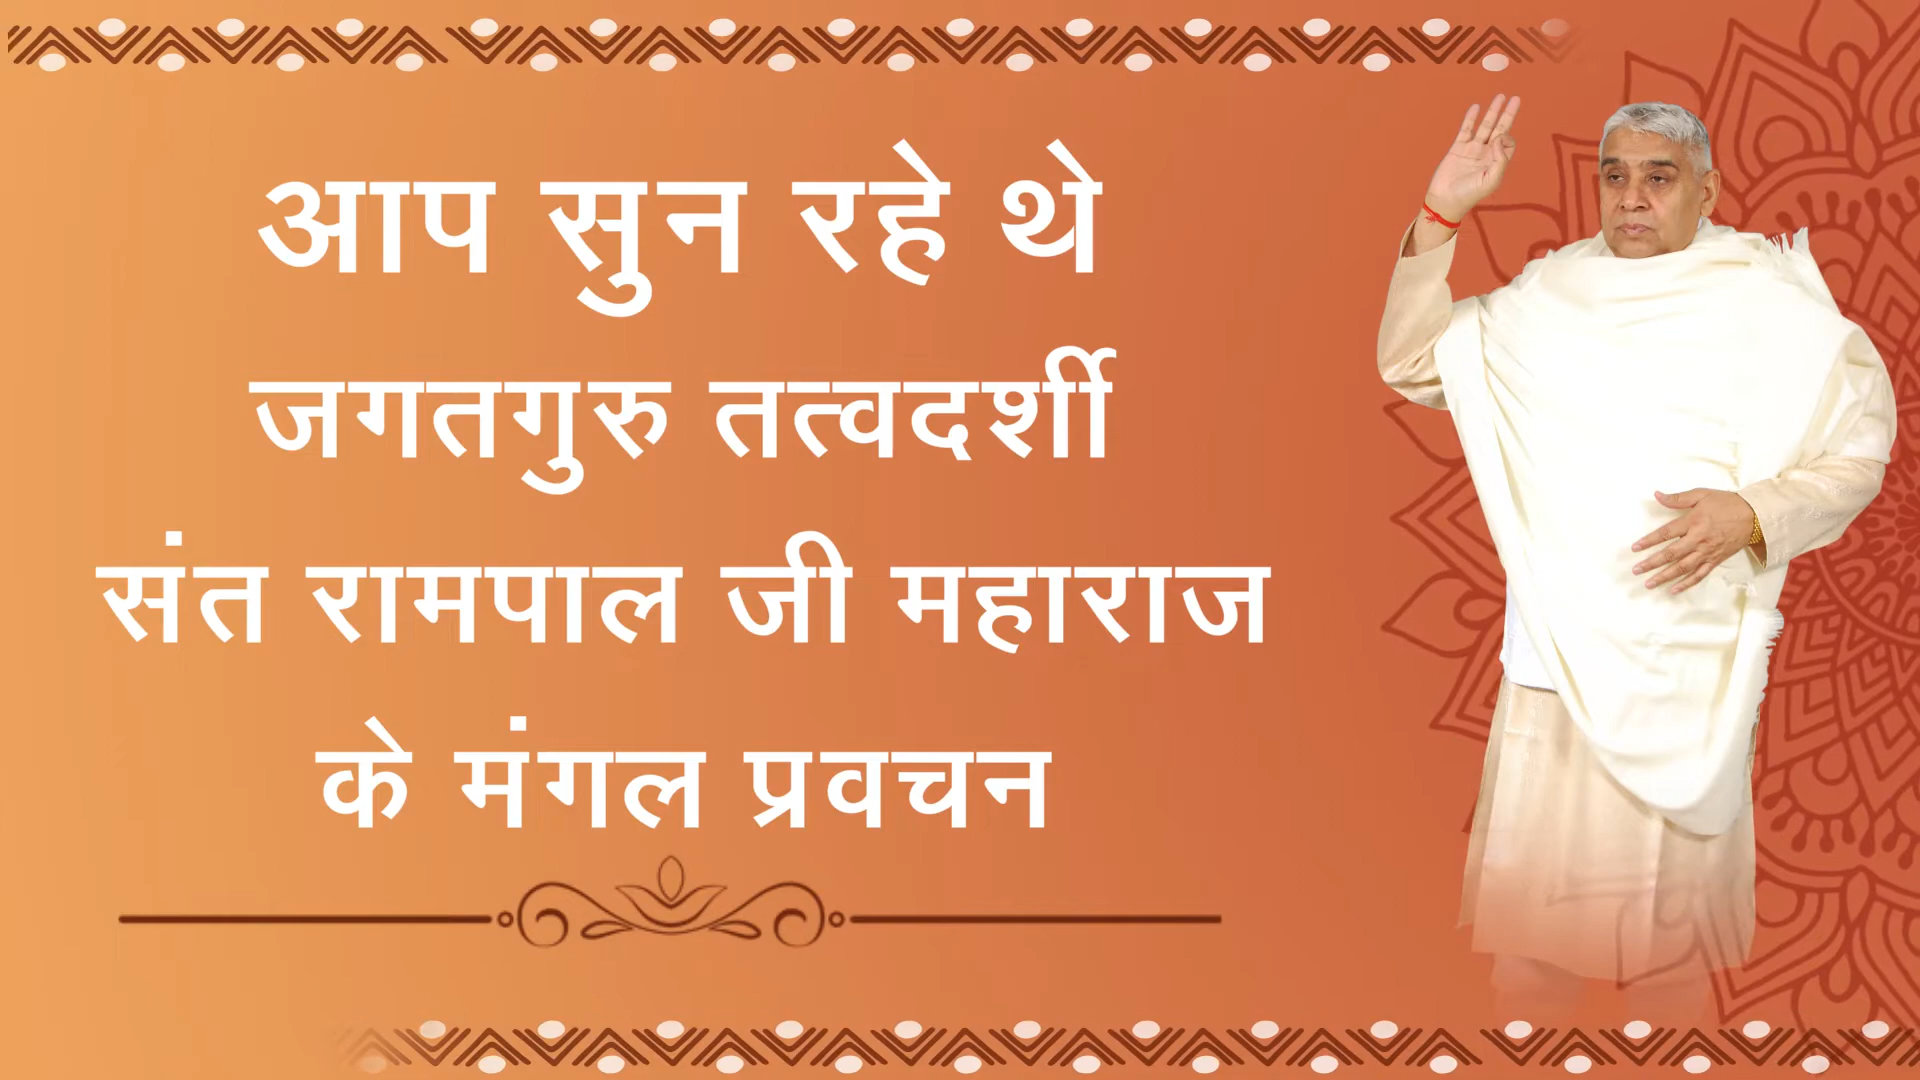 आप सुन रहे थे
जगतगुरु तत्वदर्शी
संत रामपाल जी महाराज
के मंगल प्रवचन